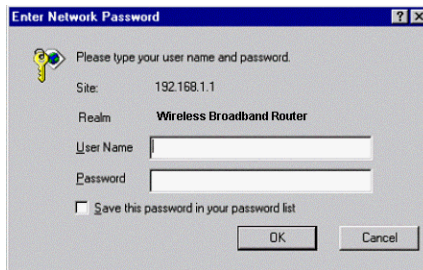 Enter Network Password
Please type your user name and password.
Site: 192.168.1.1
Realm Wireless Broadband Router
User Name
Password
Save this password in your password list
OK Cancel